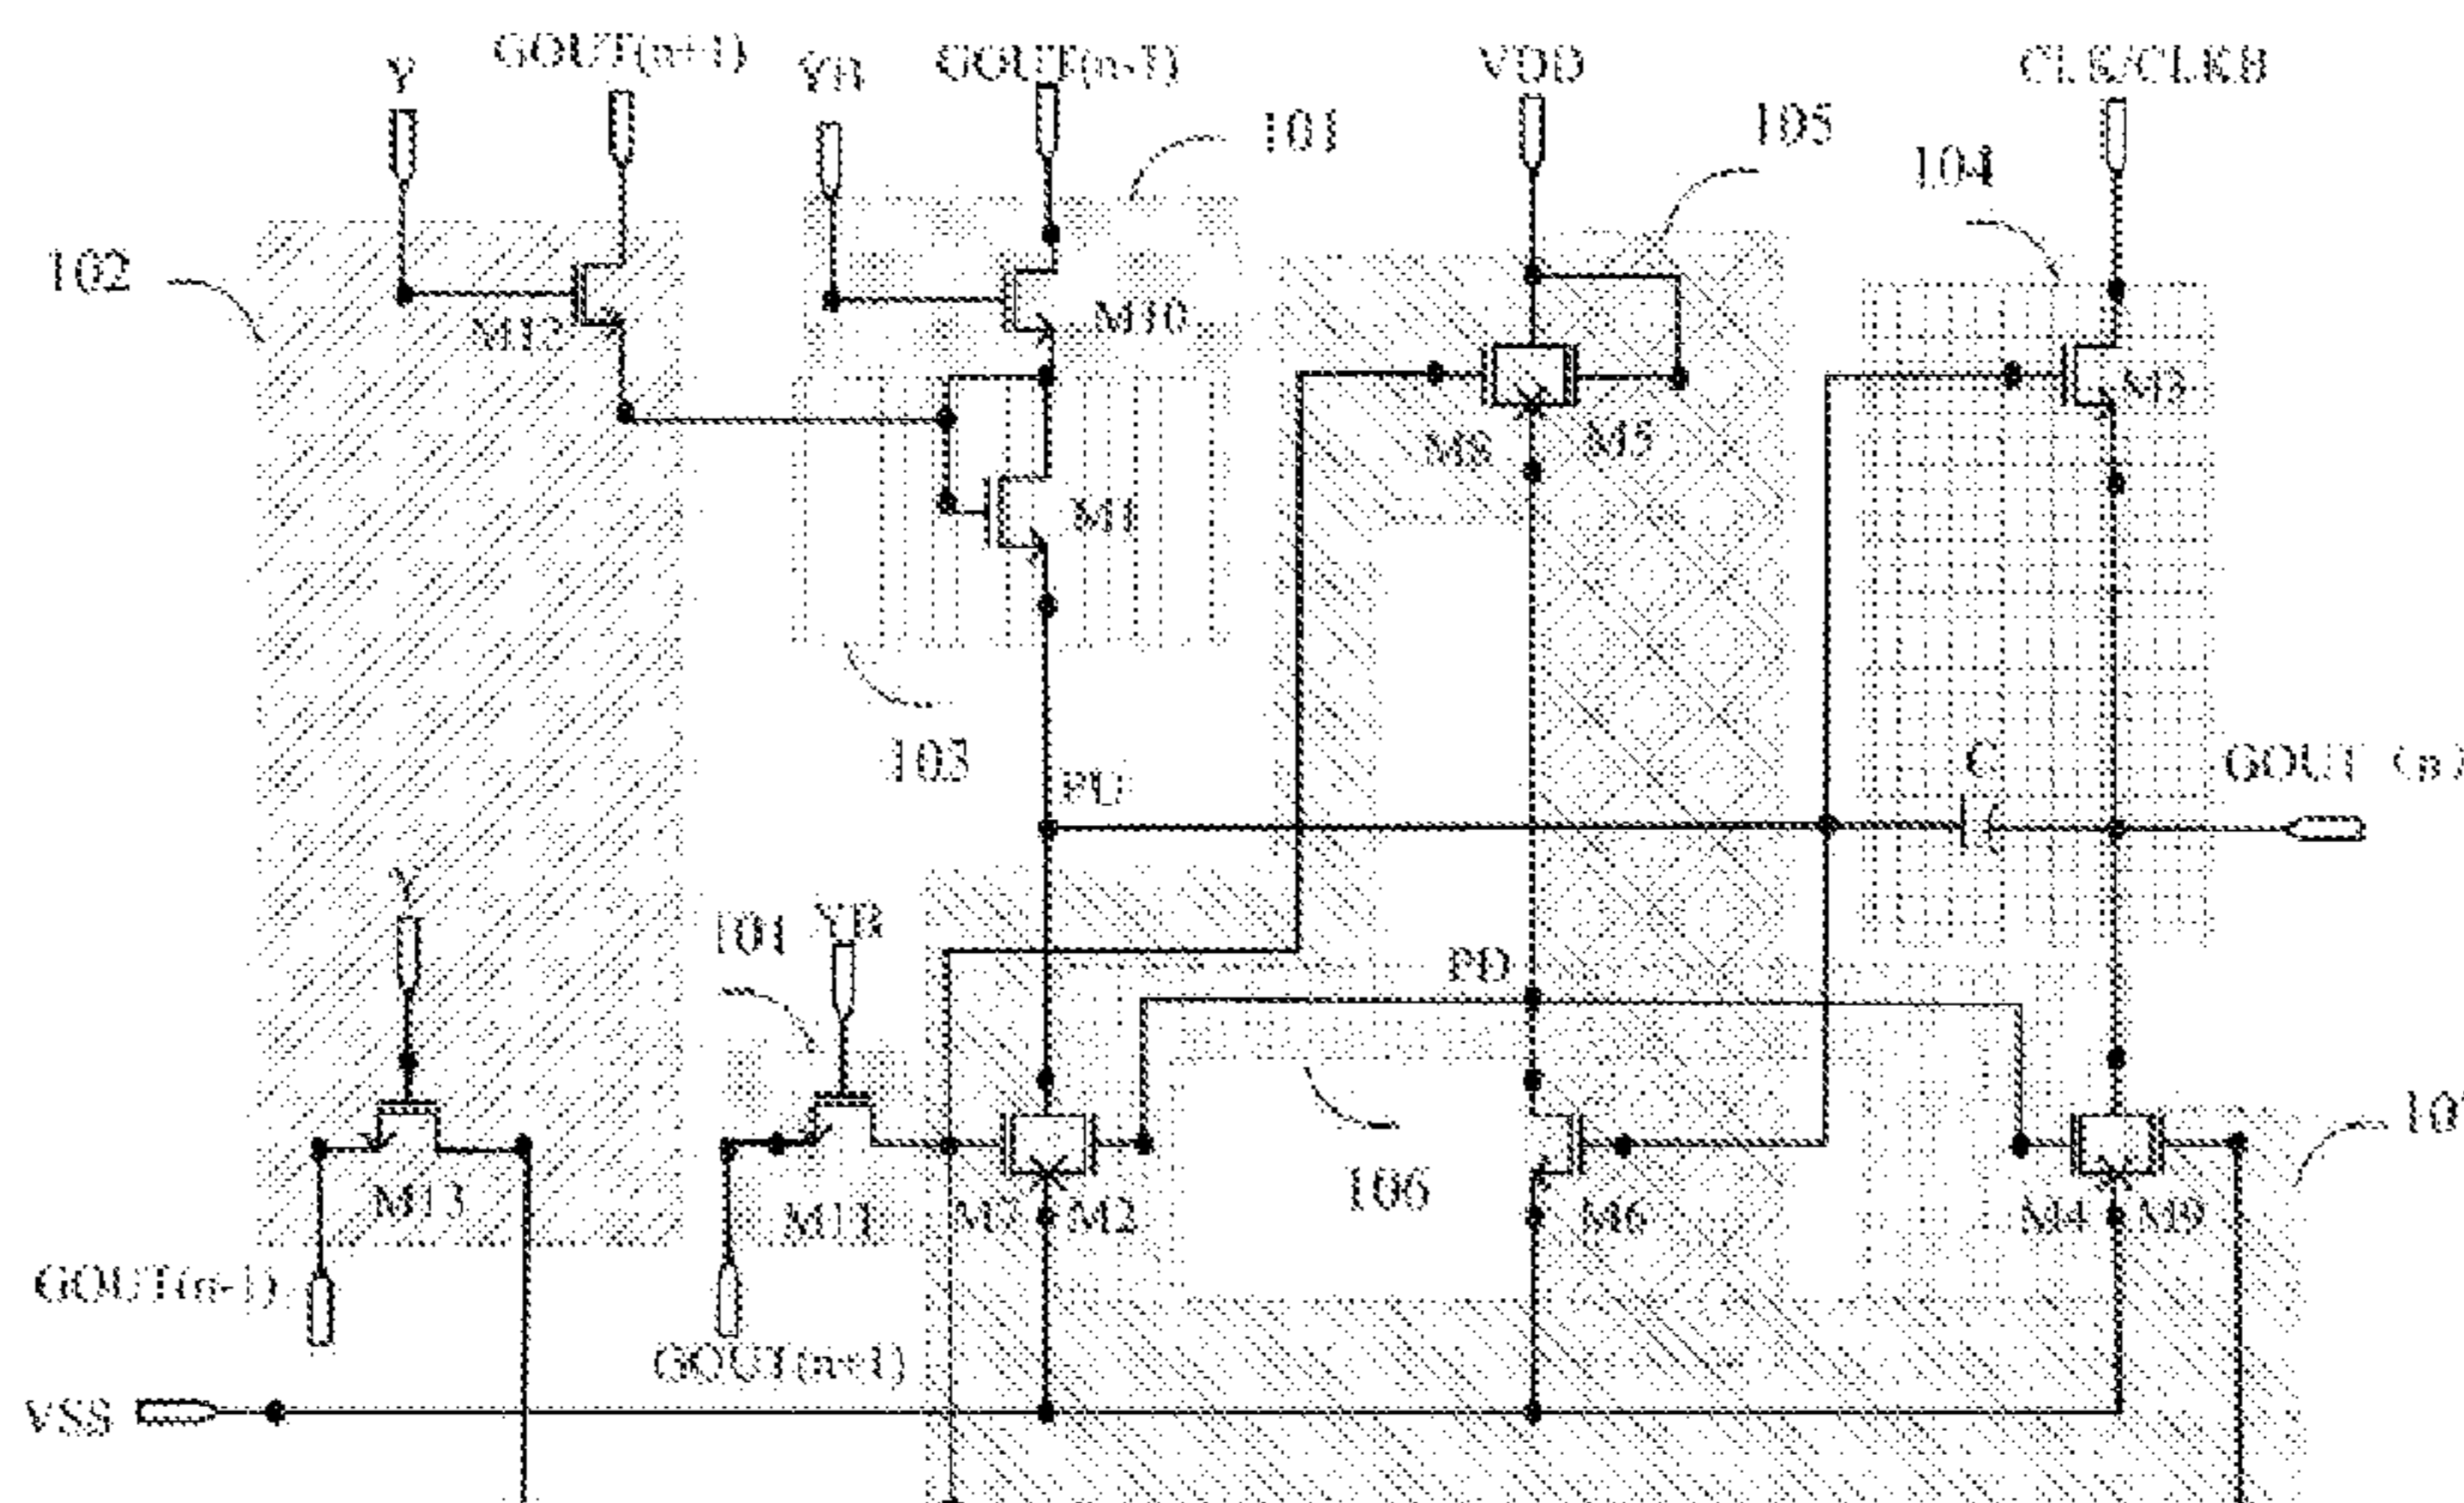 Y
GOUT(n+1)
YB
GOUT(n-1)
VDD
CLK/CLKB
101
105
104
102
M12
M10
M3
M8
M5
M1
103
PU
C
GOUT (n)
Y
101
YB
PD
10
M13
M11
M7
M2
106
M6
M4
M9
GOUT(n-1)
GOUT(n+1)
VSS